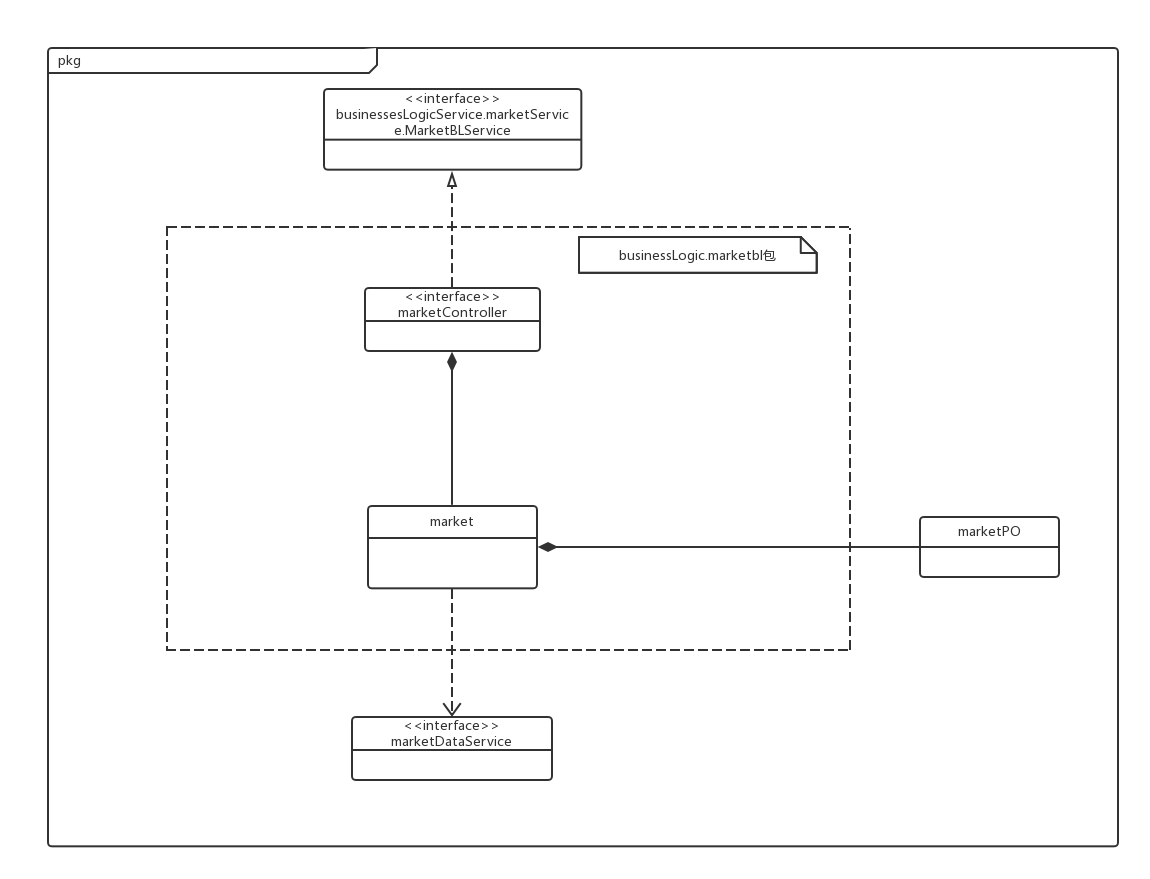 pkg
<<interface>>
businessesLogicService.marketServic
e.MarketBLService
businessLogic.marketbl包
<<interface>>
marketController
market
marketPO
<<interface>>
marketDataService